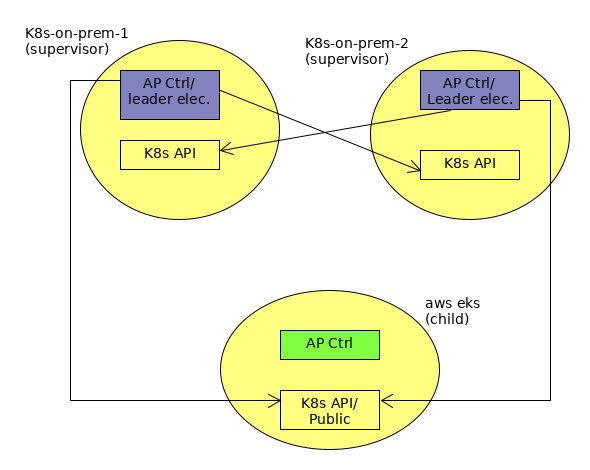 K8s-on-prem-1
(supervisor)
AP Ctrl/
leader elec.
K8s API
K8s-on-prem-2
(supervisor)
AP Ctrl/
Leader elec.
K8s API
aws eks
(child)
AP Ctrl
K8s API/
Public